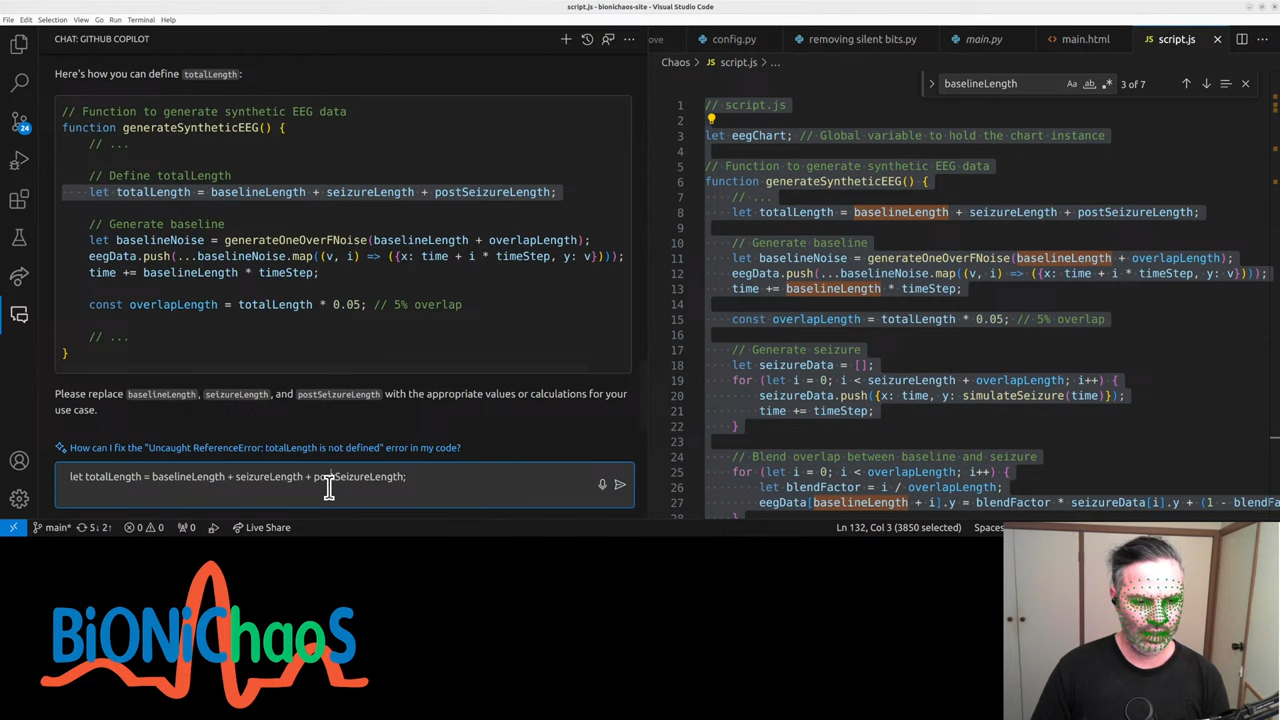 script.js - bionichaos-site - Visual Studio Code
File Edit Selection View Go Run Terminal Help
CHAT: GITHUB COPILOT
Here's how you can define totalLength:
// Function to generate synthetic EEG data
function generateSyntheticEEG() {
// ...
// Define totalLength
let totalLength = baselineLength + seizureLength + postSeizureLength;
// Generate baseline
let baselineNoise = generateOneOverFNoise(baselineLength + overlapLength);
eegData.push(...baselineNoise.map((v, i) => ({x: time + i * timeStep, y: v})));
time += baselineLength * timeStep;
const overlapLength = totalLength * 0.05; // 5% overlap
// ...
}
Please replace baselineLength, seizureLength, and postSeizureLength with the appropriate values or calculations for your
use case.
How can I fix the "Uncaught ReferenceError: totalLength is not defined" error in my code?
let totalLength = baselineLength + seizureLength + postSeizureLength;
24
ove config.py removing silent bits.py main.py main.html JS script.js
Chaos > JS script.js > ...
baselineLength Aa ab .* 3 of 7
1 // script.js
2
3 let eegChart; // Global variable to hold the chart instance
4
5 // Function to generate synthetic EEG data
6 function generateSyntheticEEG() {
7 // ...
8 let totalLength = baselineLength + seizureLength + postSeizureLength;
9
10 // Generate baseline
11 let baselineNoise = generateOneOverFNoise(baselineLength + overlapLength);
12 eegData.push(...baselineNoise.map((v, i) => ({x: time + i * timeStep, y: v})));
13 time += baselineLength * timeStep;
14
15 const overlapLength = totalLength * 0.05; // 5% overlap
16
17 // Generate seizure
18 let seizureData = [];
19 for (let i = 0; i < seizureLength + overlapLength; i++) {
20 seizureData.push({x: time, y: simulateSeizure(time)});
21 time += timeStep;
22 }
23
24 // Blend overlap between baseline and seizure
25 for (let i = 0; i < overlapLength; i++) {
26 let blendFactor = i / overlapLength;
27 eegData[baselineLength + i].y = blendFactor * seizureData[i].y + (1 - blendFa
28 }
main* 5↓ 2↑ 0 0 0 Live Share Ln 132, Col 3 (3850 selected) Spaces
BiONiChaoS